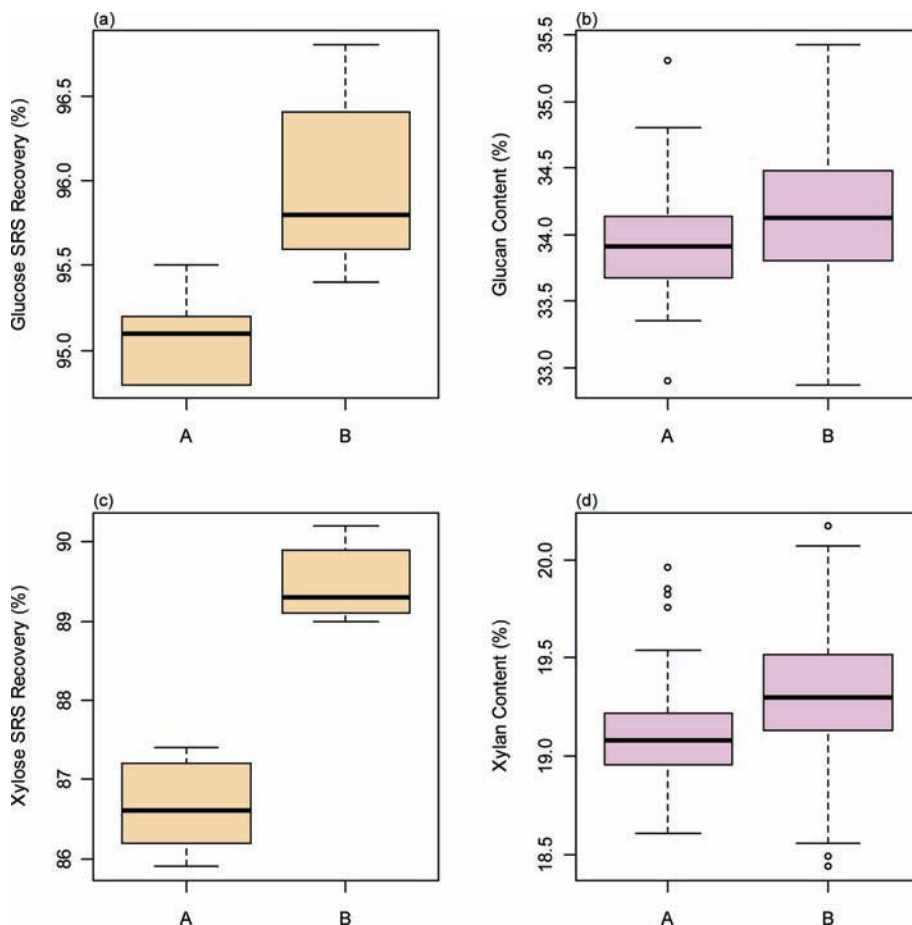 (a)
Glucose SRS Recovery (%)
96.5
96.0
95.5
95.0
A B
(b)
Glucan Content (%)
35.5
35.0
34.5
34.0
33.5
33.0
A B
(c)
Xylose SRS Recovery (%)
90
89
88
87
86
A B
(d)
Xylan Content (%)
20.0
19.5
19.0
18.5
A B